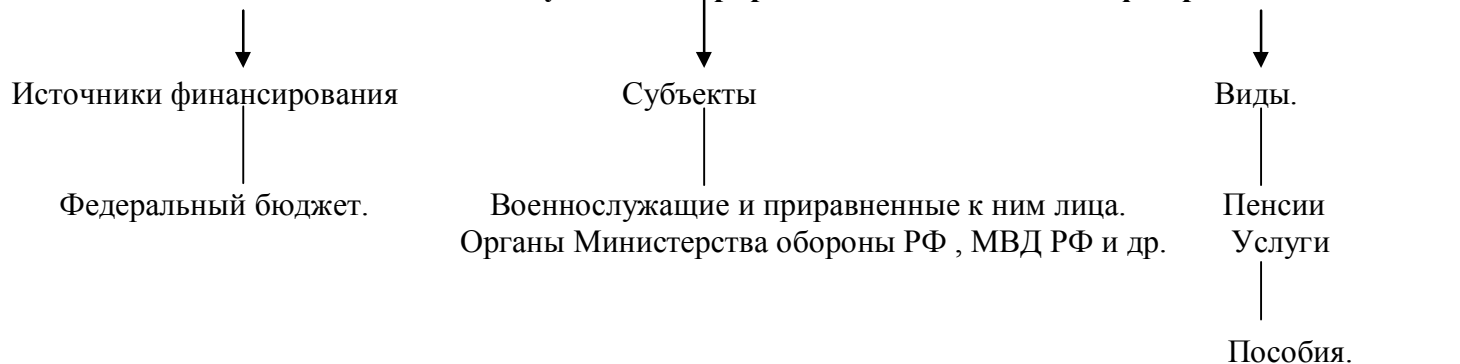 Источники финансирования Субъекты Виды.
Федеральный бюджет. Военнослужащие и приравненные к ним лица. Пенсии
Органы Министерства обороны РФ , МВД РФ и др. Услуги
Пособия.